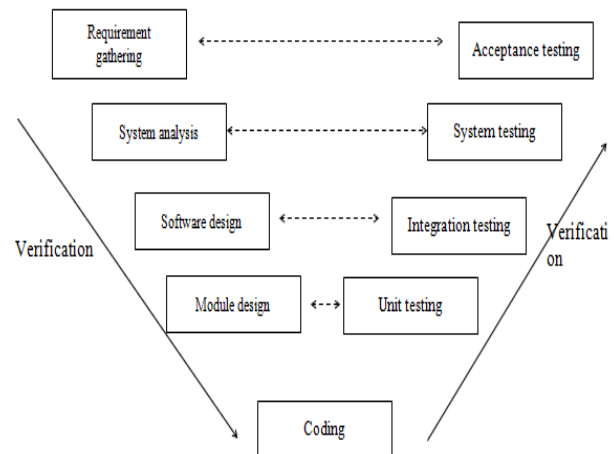 Requirement
gathering
Acceptance testing
System analysis
System testing
Software design
Integration testing
Verification
Verificati
on
Module design
Unit testing
Coding